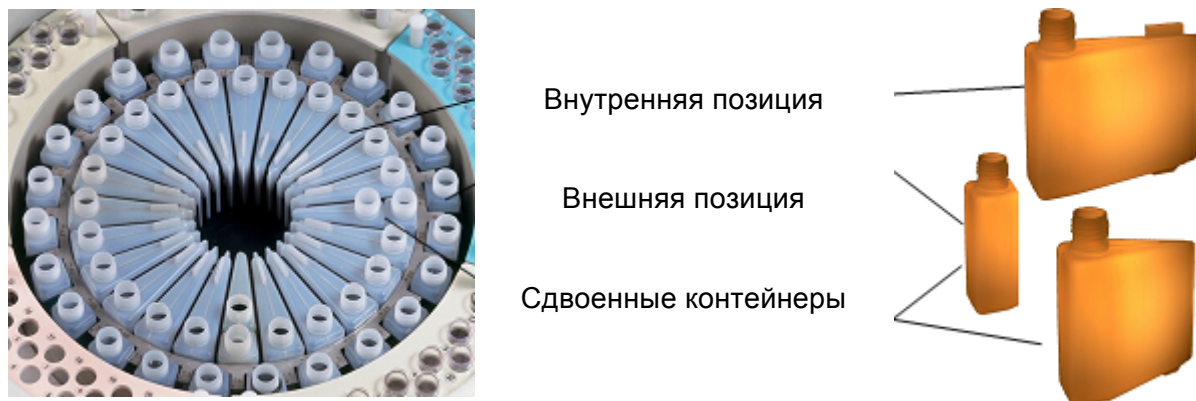 Внутренняя позиция
Внешняя позиция
Сдвоенные контейнеры